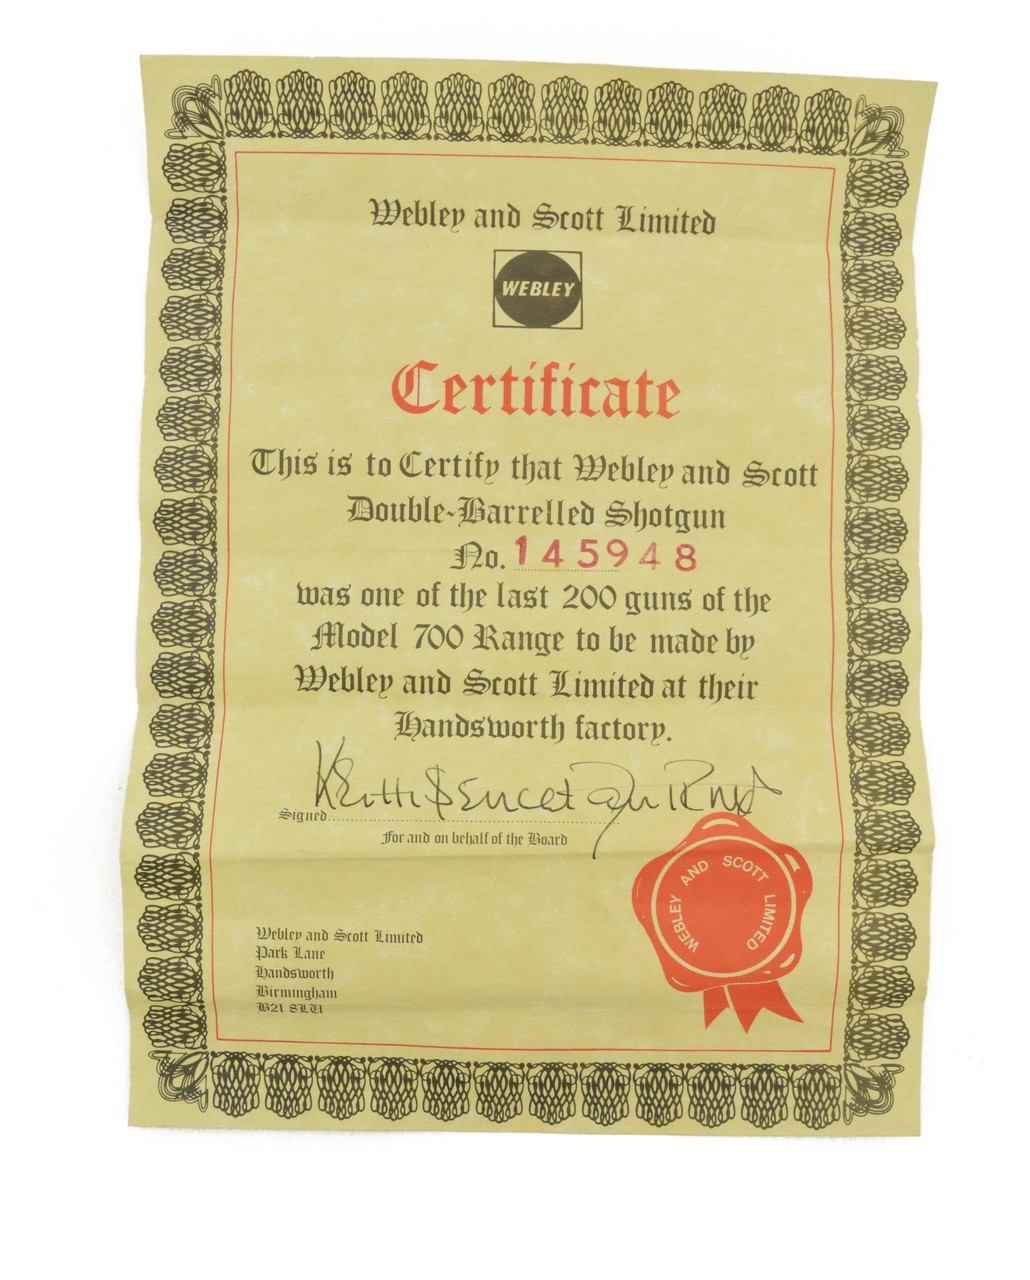 Webley and Scott Limited
WEBLEY
Certificate
This is to Certify that Webley and Scott
Double-Barrelled Shotgun
No. 145948
was one of the last 200 guns of the
Model 700 Range to be made by
Webley and Scott Limited at their
Handsworth factory.
Signed
For and on behalf of the Board
WEBLEY AND SCOTT LIMITED
Webley and Scott Limited
Park Lane
Handsworth
Birmingham
B21 8LU